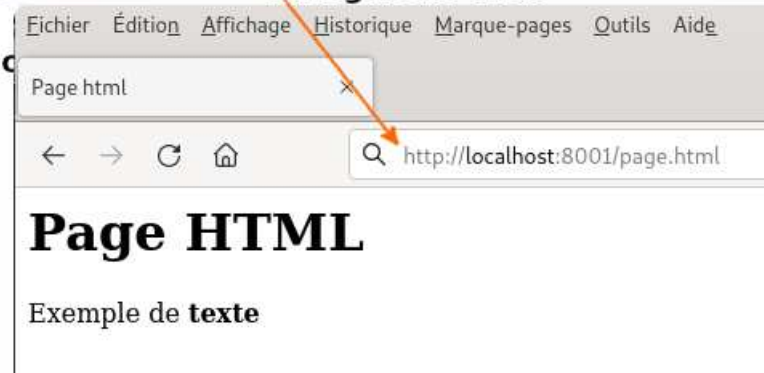 Fichier Édition Affichage Historique Marque-pages Outils Aide
Page html ×
http://localhost:8001/page.html
Page HTML
Exemple de texte